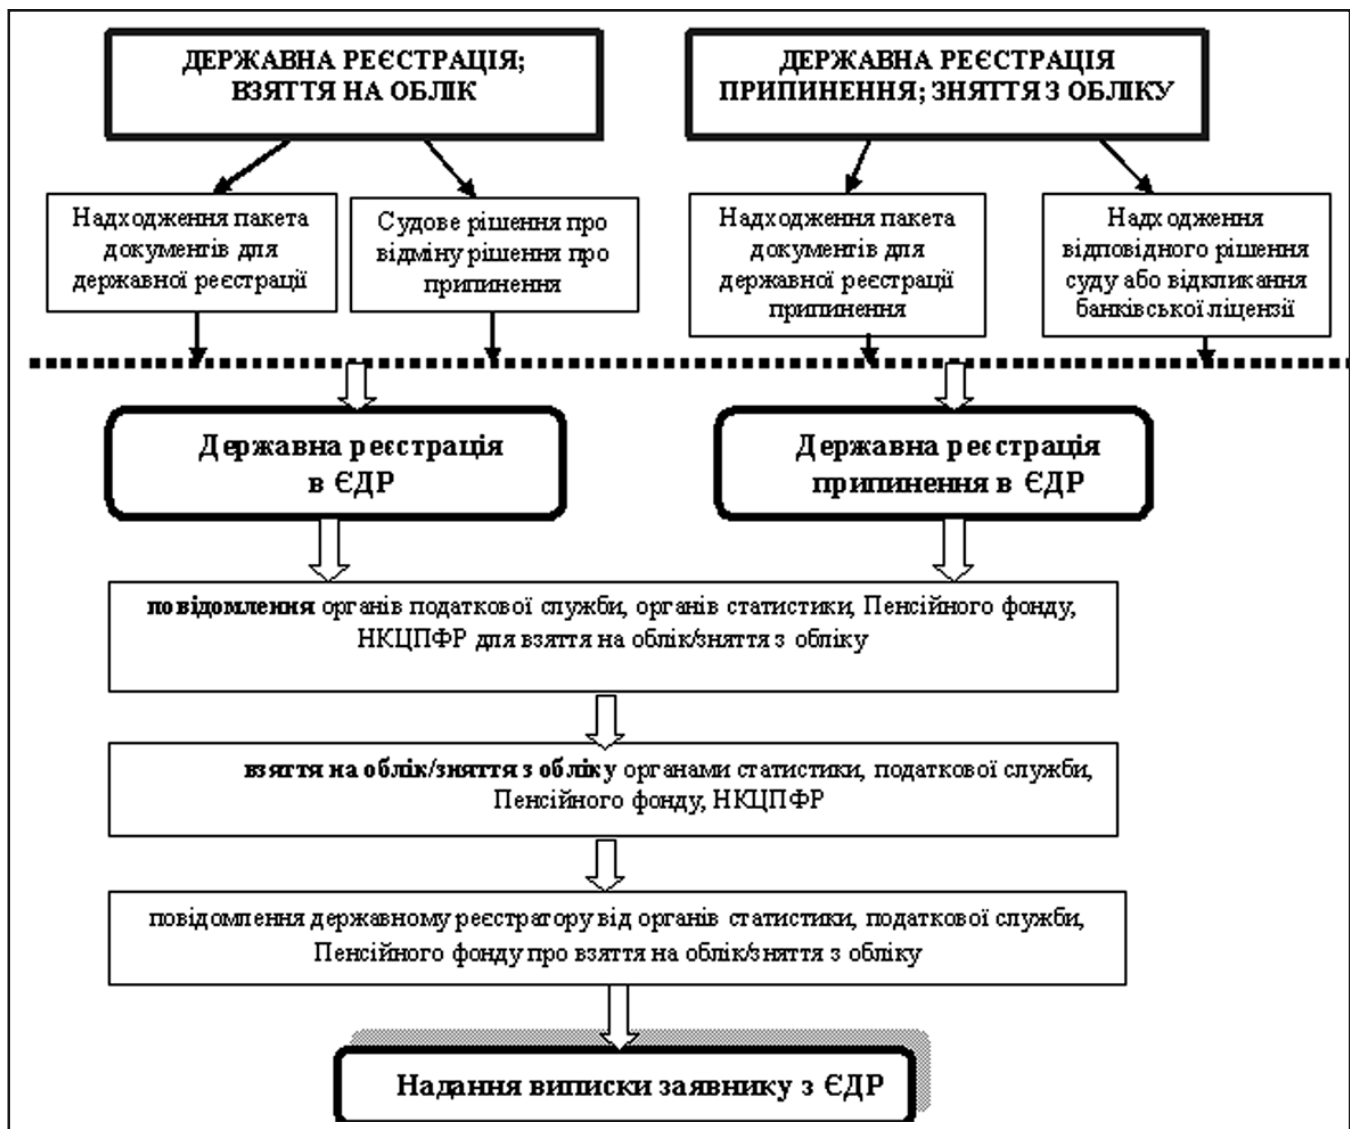 ДЕРЖАВНА РЕЄСТРАЦІЯ;
ВЗЯТТЯ НА ОБЛІК
ДЕРЖАВНА РЕЄСТРАЦІЯ
ПРИПИНЕННЯ; ЗНЯТТЯ З ОБЛІКУ
Надходження пакета
документів для
державної реєстрації
Судове рішення про
відміну рішення про
припинення
Надходження пакета
документів для
державної реєстрації
припинення
Надходження
відповідного рішення
суду або відкликання
банківської ліцензії
Державна реєстрація
в ЄДР
Державна реєстрація
припинення в ЄДР
повідомлення органів податкової служби, органів статистики, Пенсійного фонду,
НКЦПФР для взяття на облік/зняття з обліку
взяття на облік/зняття з обліку органами статистики, податкової служби,
Пенсійного фонду, НКЦПФР
повідомлення державному реєстратору від органів статистики, податкової служби,
Пенсійного фонду про взяття на облік/зняття з обліку
Надання виписки заявнику з ЄДР